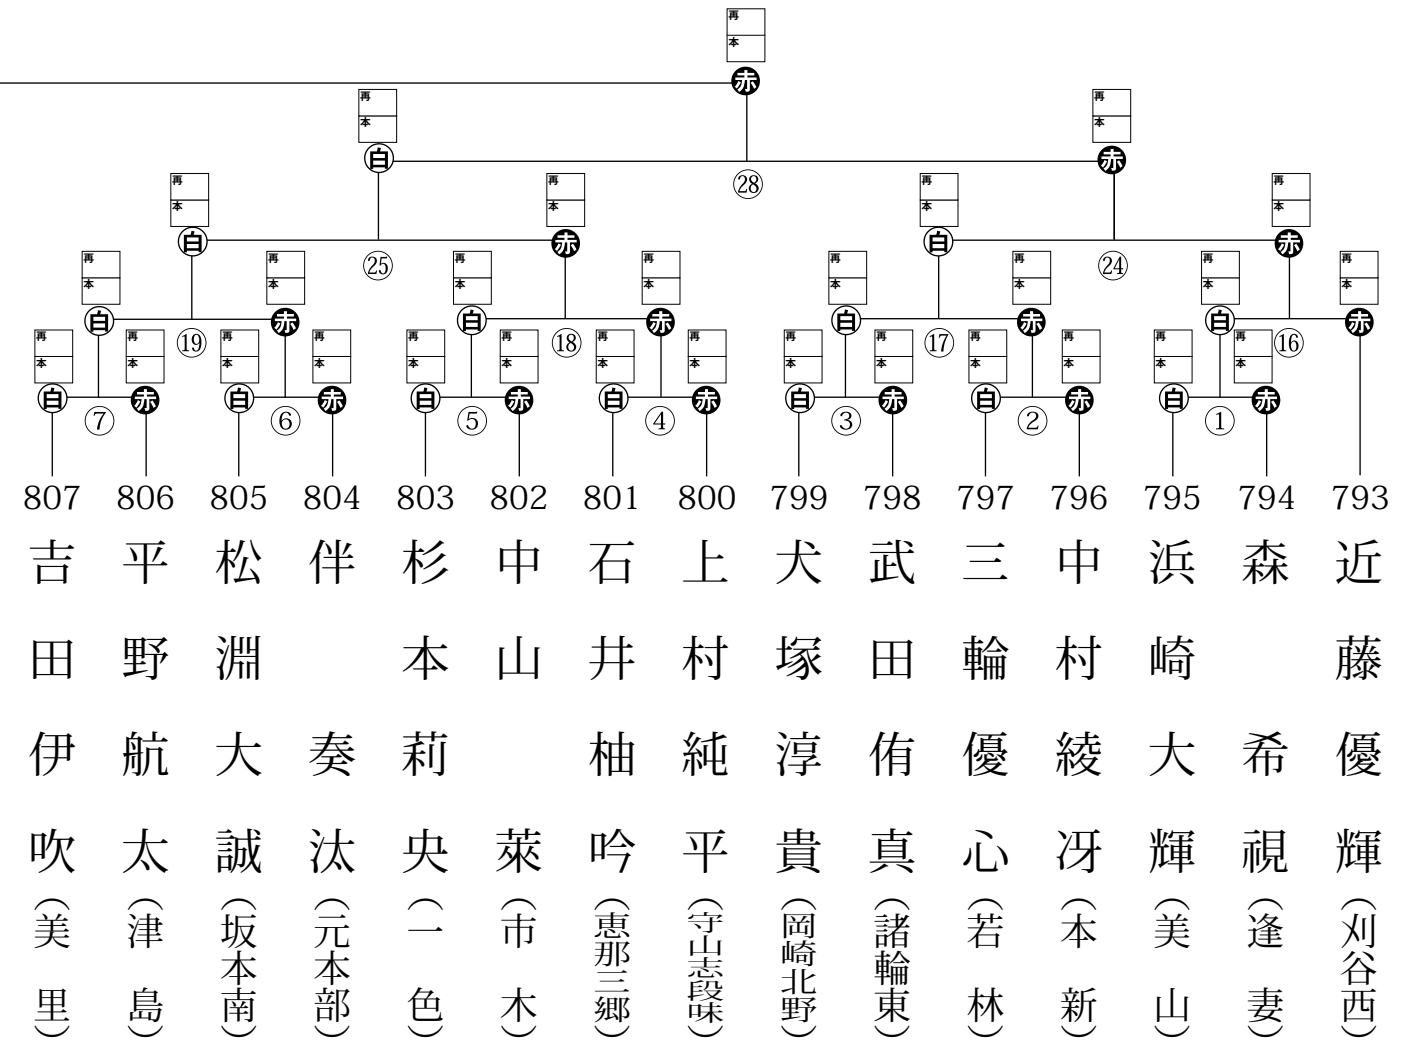 再
本
赤
再
本
再
本
白
赤
㉘
再
本
再
本
再
本
再
本
白
赤
白
赤
㉕
㉔
再
本
再
本
再
本
再
本
再
本
再
本
再
本
再
本
白
赤
白
赤
白
赤
白
赤
⑲
⑱
⑰
⑯
再
本
再
本
再
本
再
本
再
本
再
本
再
本
再
本
再
本
再
本
再
本
再
本
再
本
再
本
白
赤
白
赤
白
赤
白
赤
白
赤
白
赤
白
赤
⑦
⑥
⑤
④
③
②
①
793 近藤優輝(刈谷西)
794 森希視(逢妻)
795 浜崎大輝(美山)
796 中村綾冴(本新)
797 三輪優心(若林)
798 武田侑真(諸輪東)
799 犬塚淳貴(岡崎北野)
800 上村純平(守山志段味)
801 石井柚吟(恵那三郷)
802 中山萊(市木)
803 杉本莉央(一色)
804 伴奏汰(元本部)
805 松淵大誠(坂本南)
806 平野航太(津島)
807 吉田伊吹(美里)